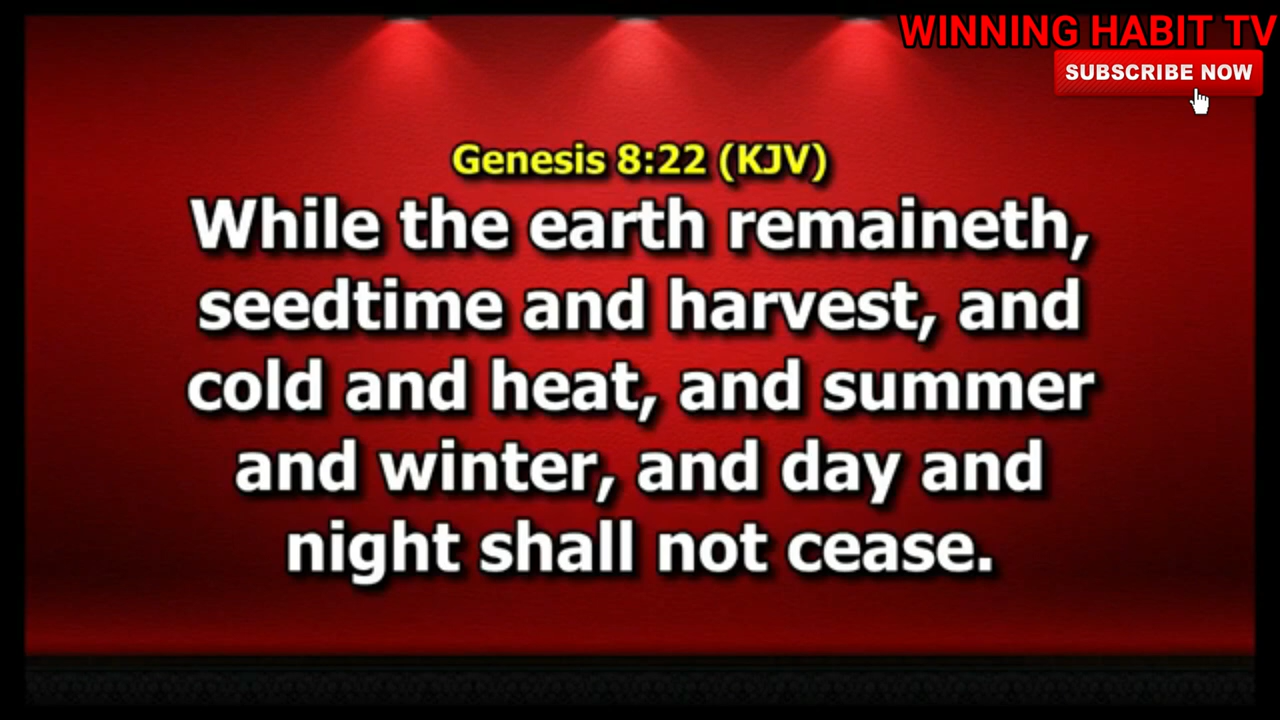 WINNING HABIT TV
SUBSCRIBE NOW
Genesis 8:22 (KJV)
While the earth remaineth,
seedtime and harvest, and
cold and heat, and summer
and winter, and day and
night shall not cease.